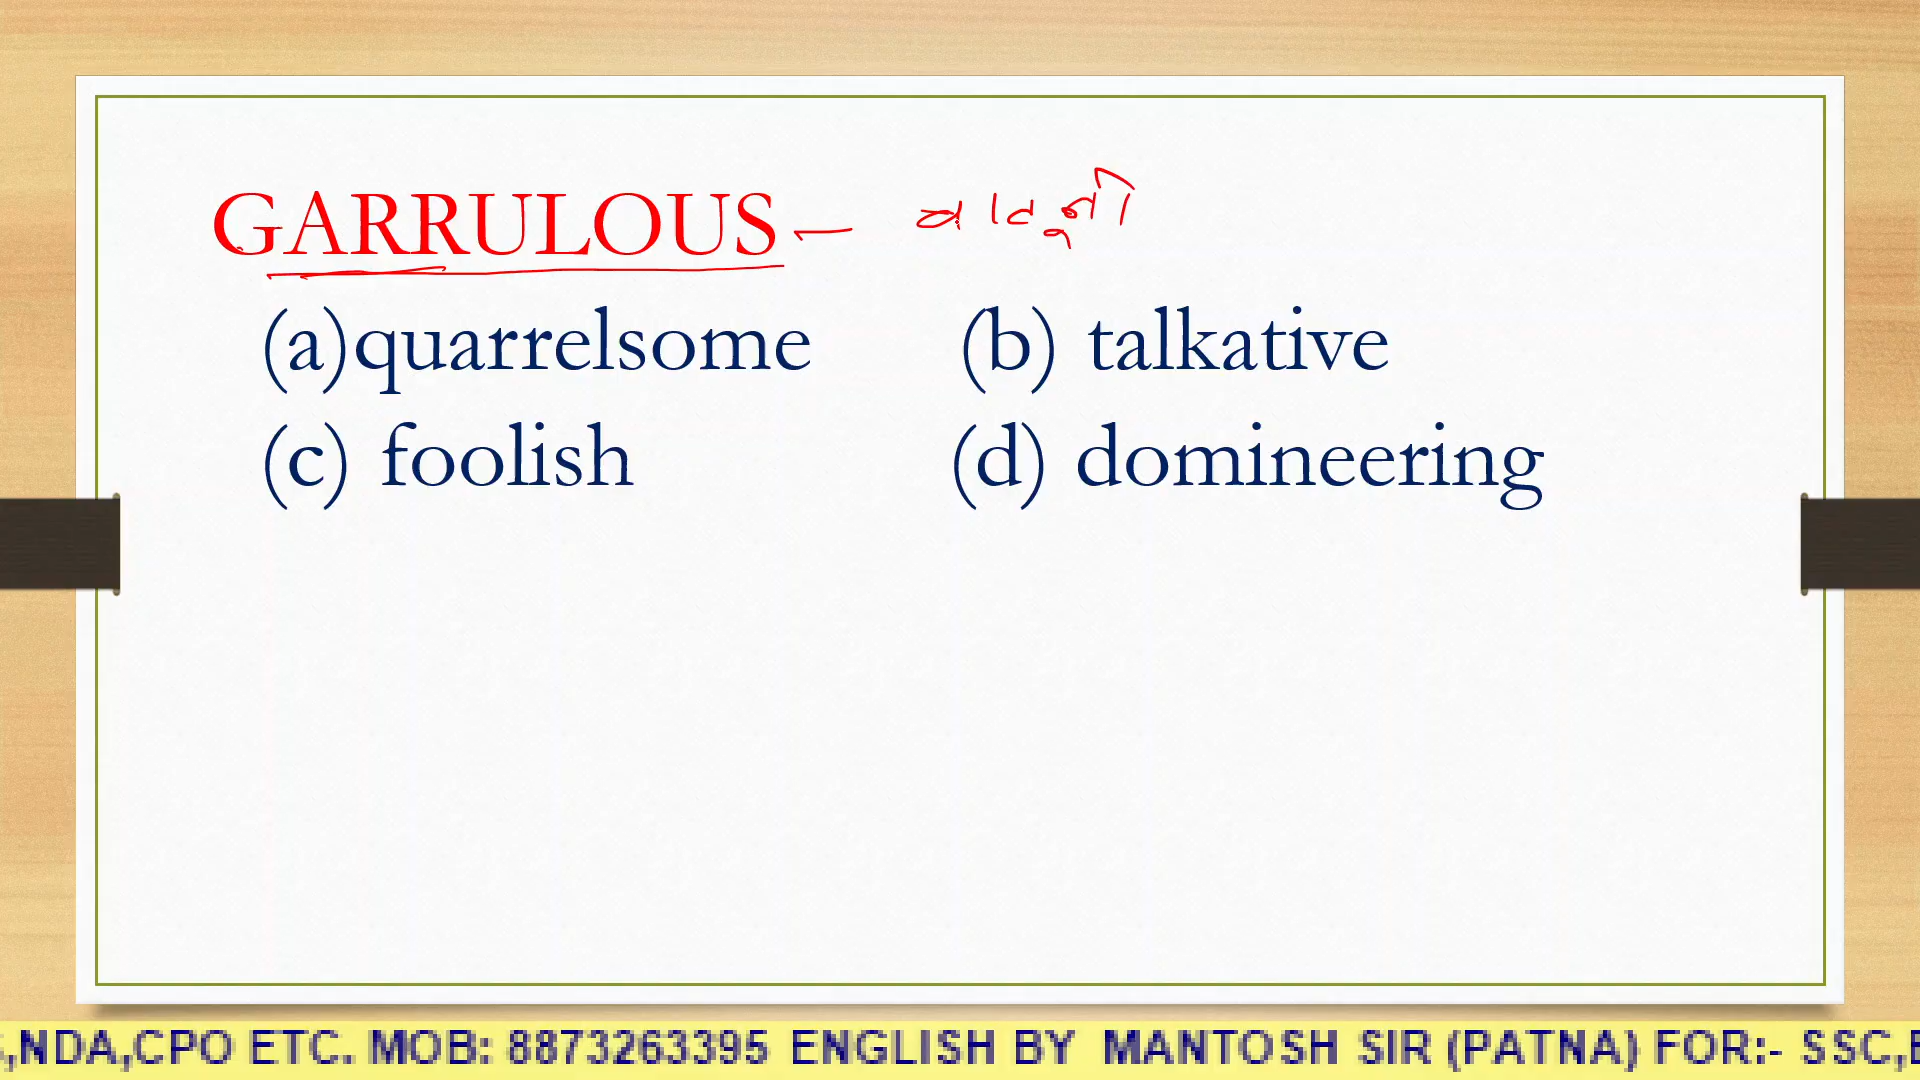 GARRULOUS – बातूनी
(a)quarrelsome (b) talkative
(c) foolish (d) domineering
,NDA,CPO ETC. MOB: 8873263395 ENGLISH BY MANTOSH SIR (PATNA) FOR:- SSC,